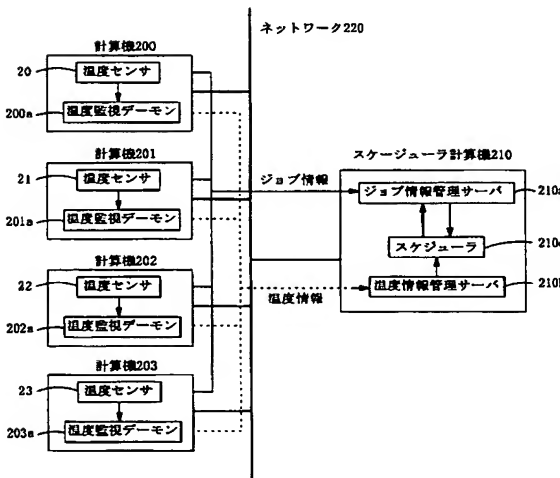 ネットワーク220
計算機200
20
温度センサ
200a
温度監視デーモン
計算機201
21
温度センサ
201a
温度監視デーモン
計算機202
22
温度センサ
202a
温度監視デーモン
計算機203
23
温度センサ
203a
温度監視デーモン
ジョブ情報
温度情報
スケージューラ計算機210
ジョブ情報管理サーバ
210a
スケジューラ
温度情報管理サーバ